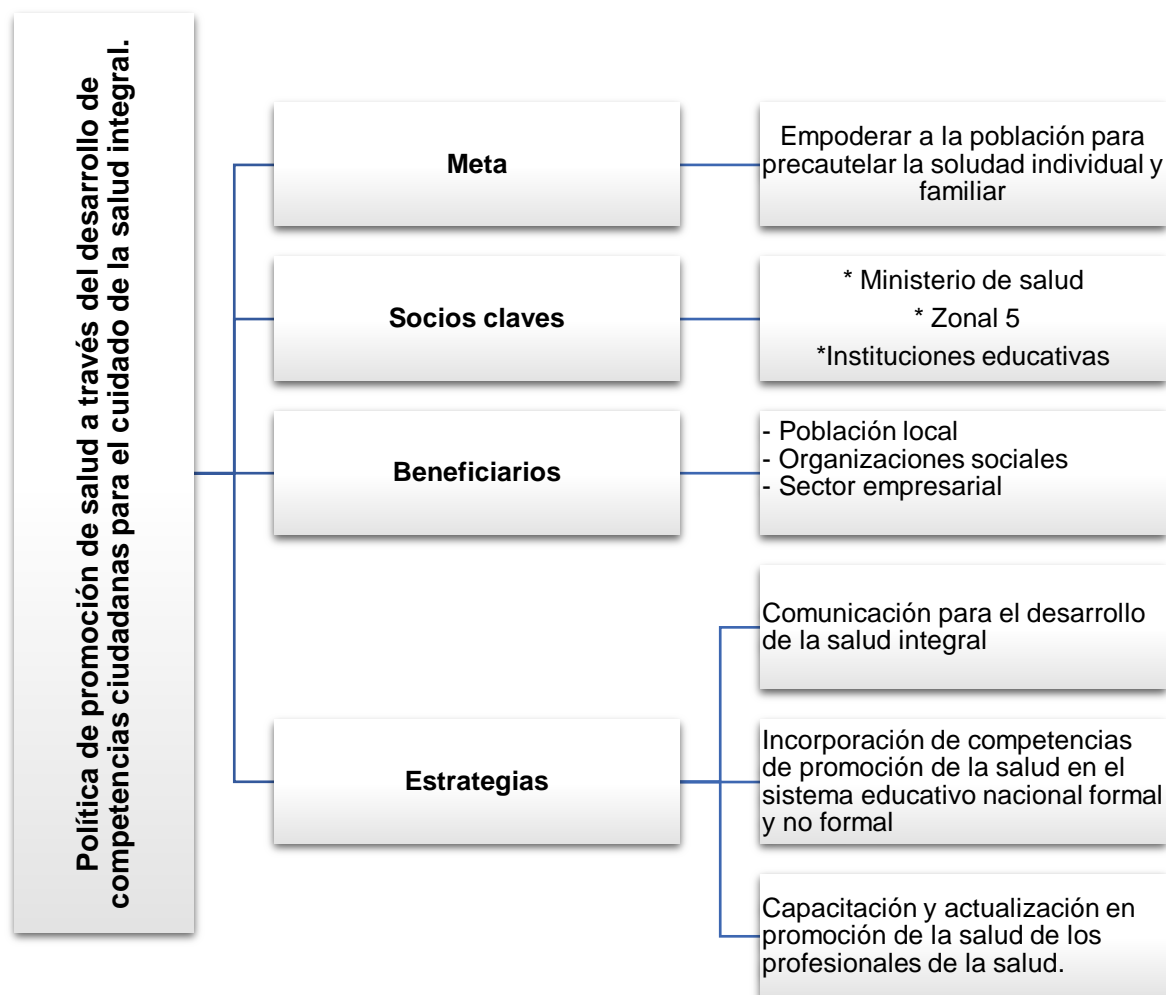 Política de promoción de salud a través del desarrollo de
competencias ciudadanas para el cuidado de la salud integral.
Meta
Empoderar a la población para
precautelar la soludad individual y
familiar
Socios claves
* Ministerio de salud
* Zonal 5
*Instituciones educativas
Beneficiarios
- Población local
- Organizaciones sociales
- Sector empresarial
Estrategias
Comunicación para el desarrollo
de la salud integral
Incorporación de competencias
de promoción de la salud en el
sistema educativo nacional formal
y no formal
Capacitación y actualización en
promoción de la salud de los
profesionales de la salud.